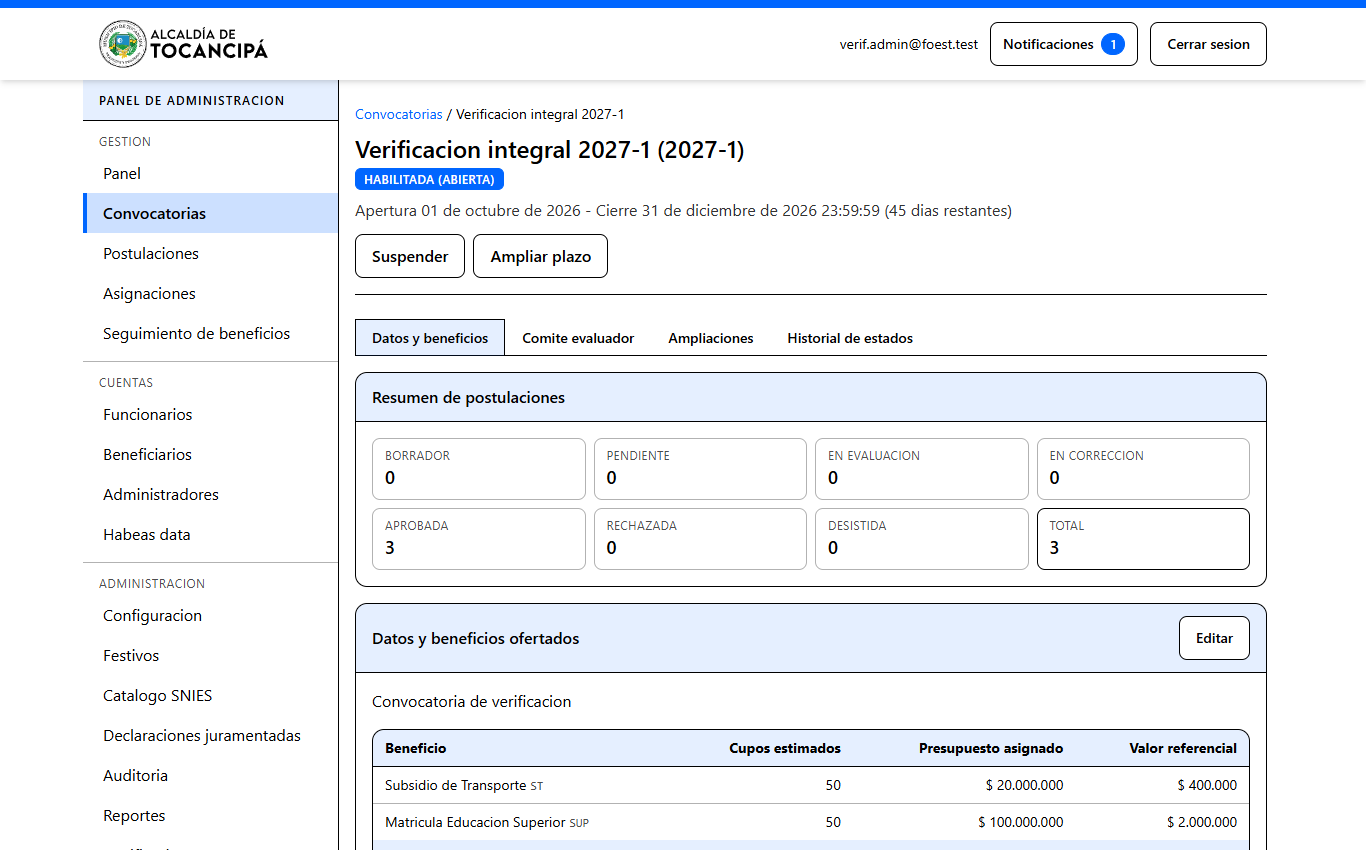 ALCALDÍA DE
TOCANCIPÁ
verif.admin@foest.test
Notificaciones 1
Cerrar sesion
PANEL DE ADMINISTRACION
GESTION
Panel
Convocatorias
Postulaciones
Asignaciones
Seguimiento de beneficios
CUENTAS
Funcionarios
Beneficiarios
Administradores
Habeas data
ADMINISTRACION
Configuracion
Festivos
Catalogo SNIES
Declaraciones juramentadas
Auditoria
Reportes
Convocatorias / Verificacion integral 2027-1
Verificacion integral 2027-1 (2027-1)
HABILITADA (ABIERTA)
Apertura 01 de octubre de 2026 - Cierre 31 de diciembre de 2026 23:59:59 (45 dias restantes)
Suspender
Ampliar plazo
Datos y beneficios
Comite evaluador
Ampliaciones
Historial de estados
Resumen de postulaciones
BORRADOR
0
PENDIENTE
0
EN EVALUACION
0
EN CORRECCION
0
APROBADA
3
RECHAZADA
0
DESISTIDA
0
TOTAL
3
Datos y beneficios ofertados
Editar
Convocatoria de verificacion
Beneficio Cupos estimados Presupuesto asignado Valor referencial
Subsidio de Transporte ST 50 $ 20.000.000 $ 400.000
Matricula Educacion Superior SUP 50 $ 100.000.000 $ 2.000.000